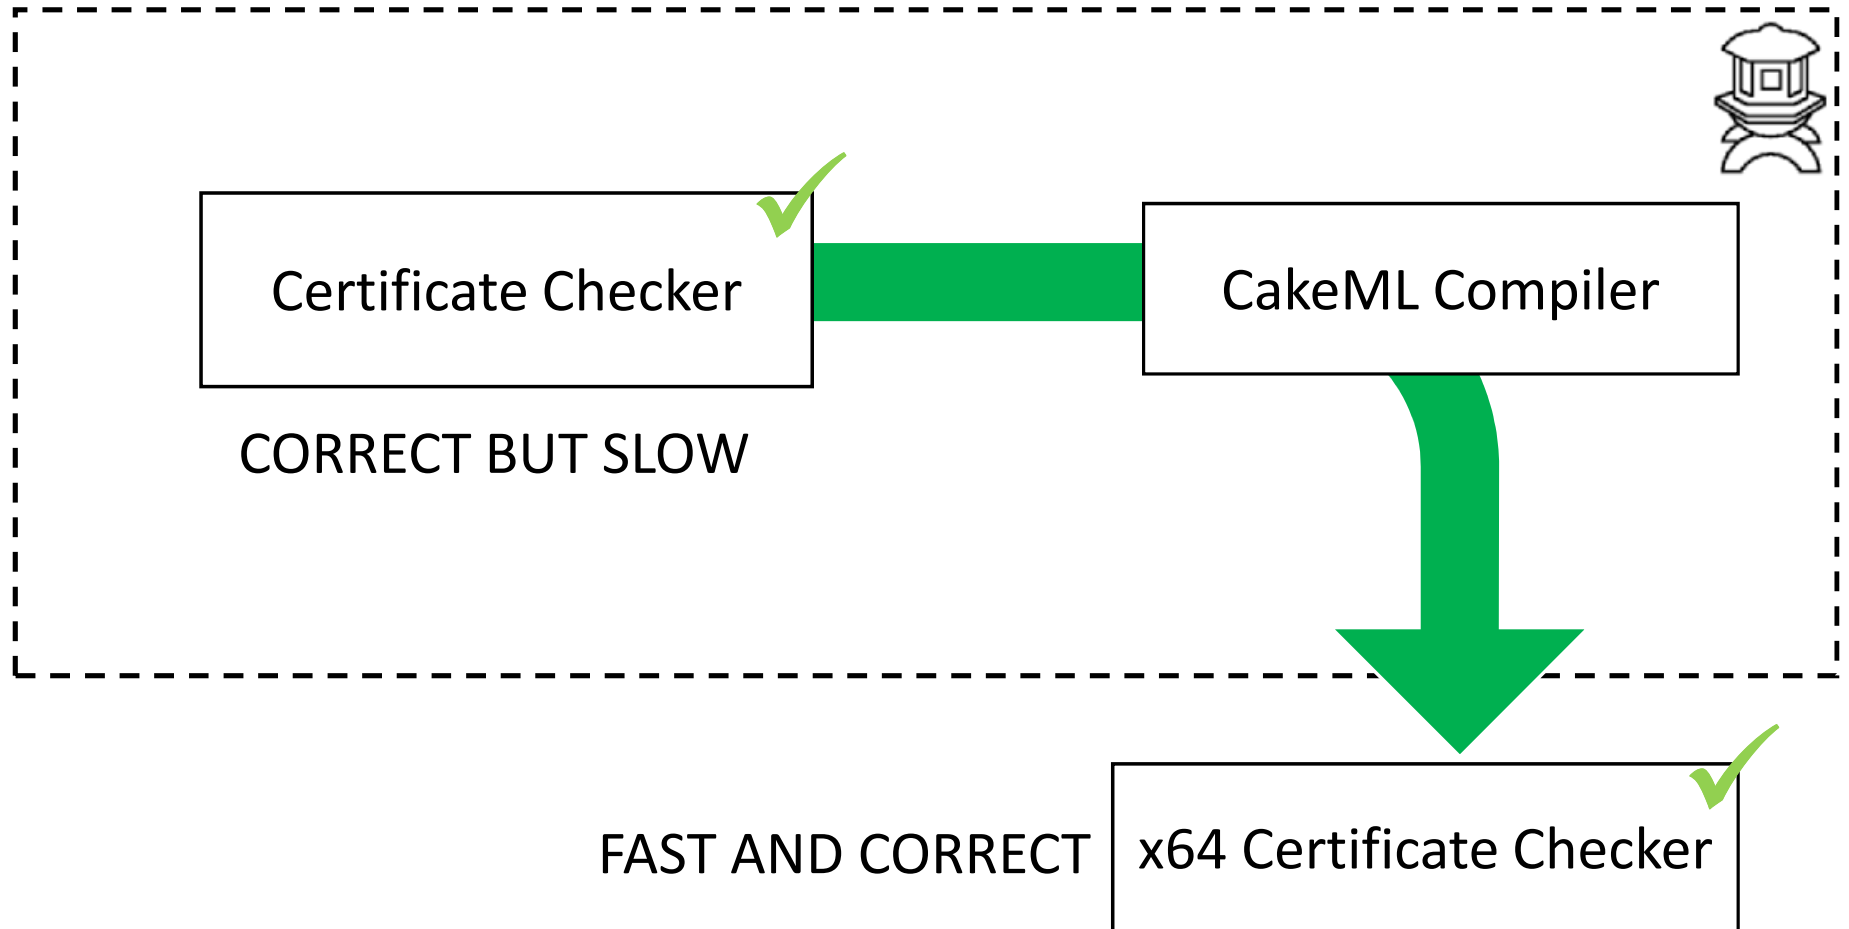 Certificate Checker
CakeML Compiler
CORRECT BUT SLOW
FAST AND CORRECT
x64 Certificate Checker